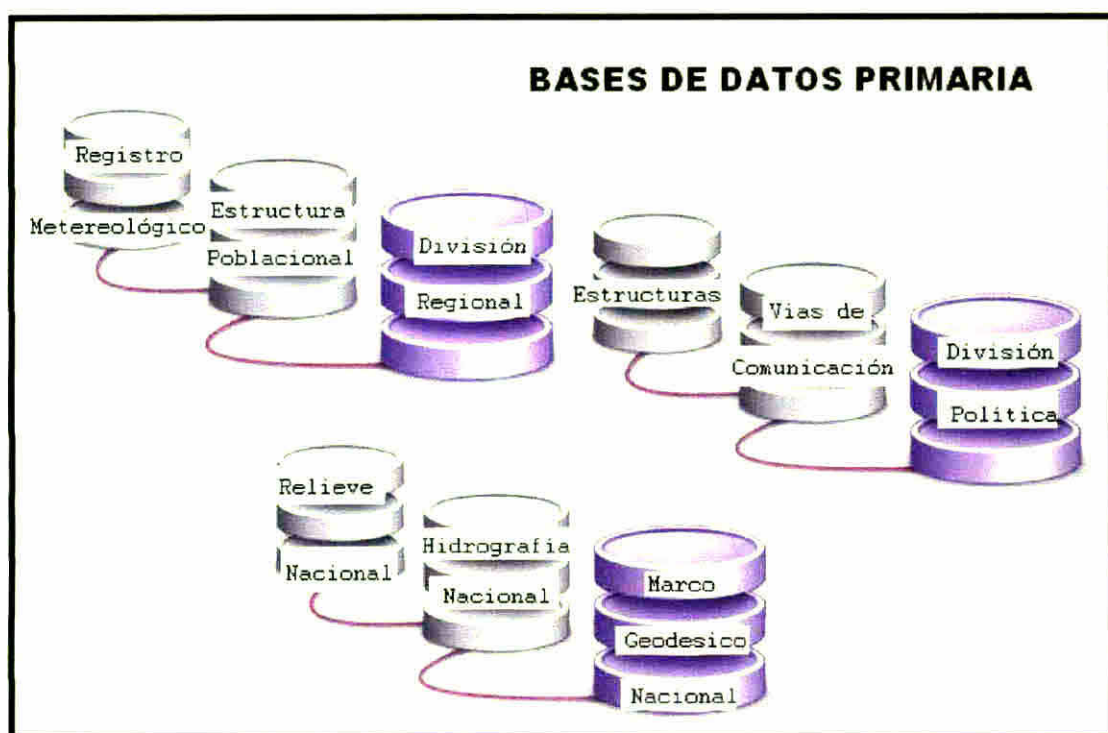 BASES DE DATOS PRIMARIA
Registro
Metereológico
Estructura
Poblacional
División
Regional
Estructuras
Vias de
Comunicación
División
Política
Relieve
Nacional
Hidrografía
Nacional
Marco
Geodesico
Nacional